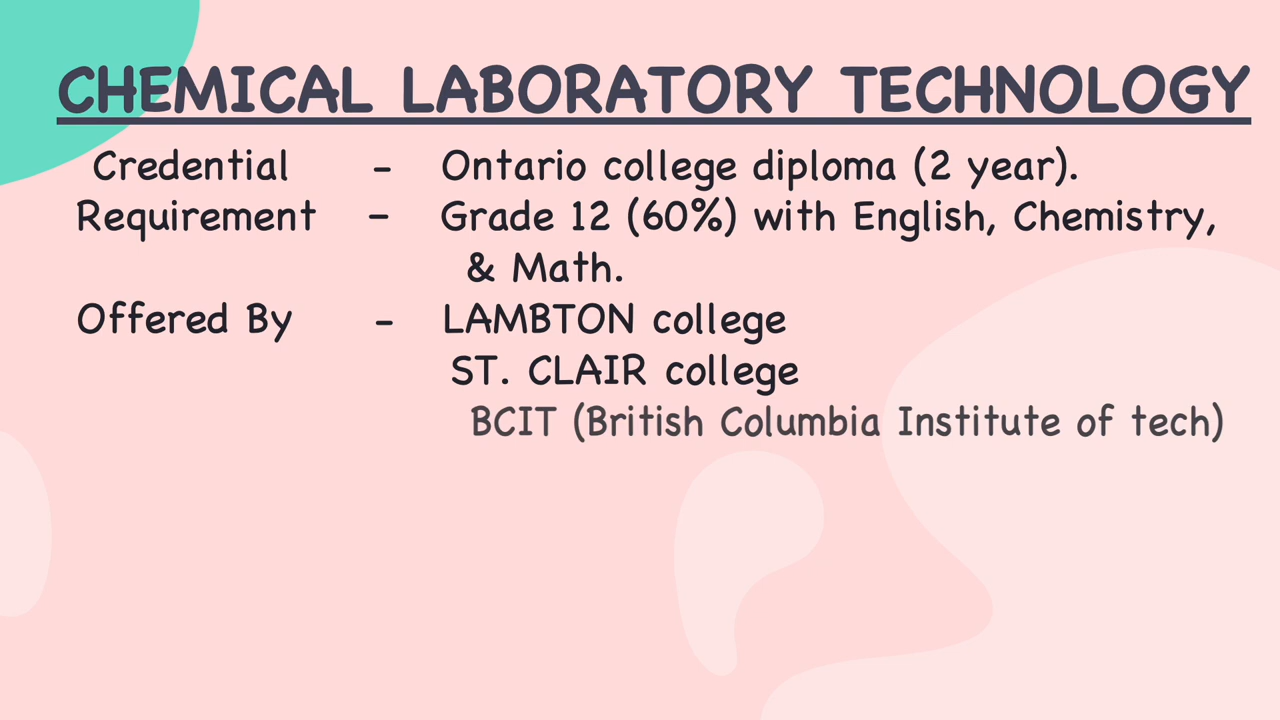 CHEMICAL LABORATORY TECHNOLOGY
Credential - Ontario college diploma (2 year).
Requirement - Grade 12 (60%) with English, Chemistry,
& Math.
Offered By - LAMBTON college
ST. CLAIR college
BCIT (British Columbia Institute of tech)